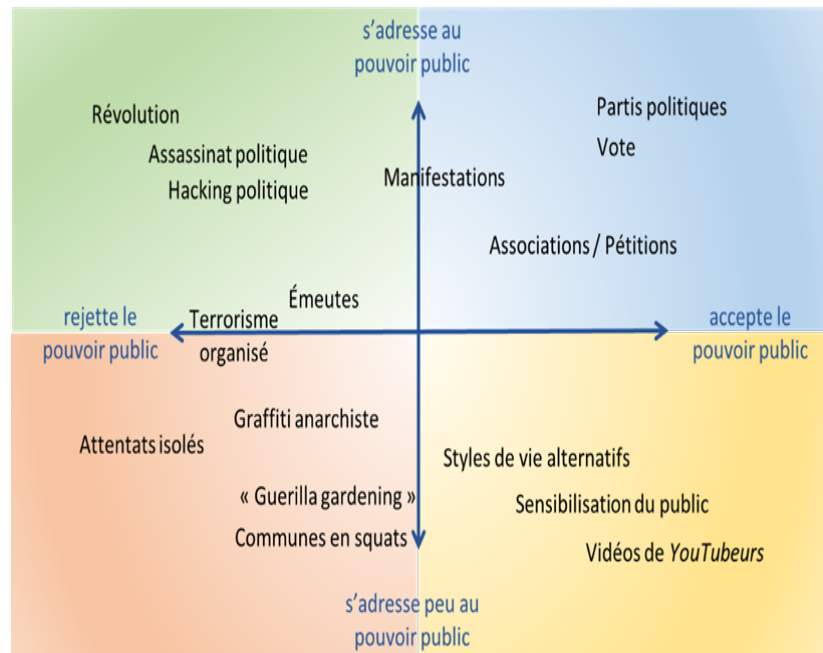 s'adresse au
pouvoir public
Révolution
Partis politiques
Assassinat politique
Vote
Hacking politique
Manifestations
Associations / Pétitions
Émeutes
rejette le
pouvoir public
Terrorisme
organisé
accepte le
pouvoir public
Graffiti anarchiste
Attentats isolés
Styles de vie alternatifs
« Guerilla gardening »
Sensibilisation du public
Communes en squats
Vidéos de YouTubeurs
s'adresse peu au
pouvoir public